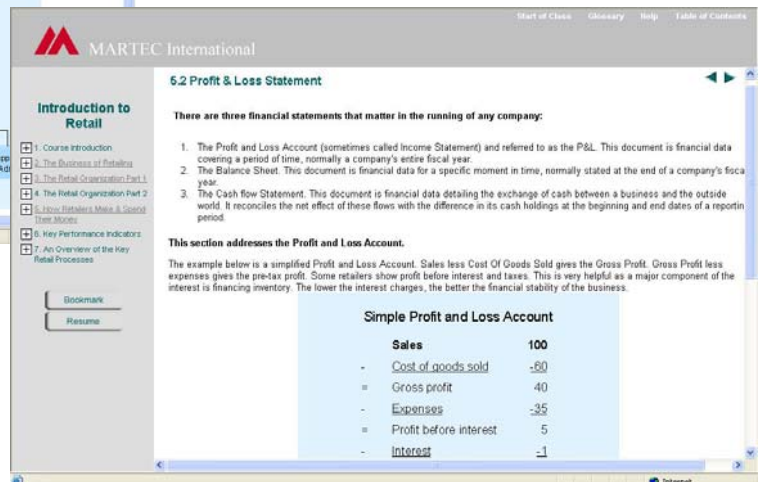 Start of Class Glossary Help Table of Contents
MARTEC International
Introduction to
Retail
1. Course Introduction
2. The Business of Retailing
3. The Retail Organization Part 1
4. The Retail Organization Part 2
5. How Retailers Make & Spend
Their Money
6. Key Performance Indicators
7. An Overview of the Key
Retail Processes
Bookmark
Resume
5.2 Profit & Loss Statement
There are three financial statements that matter in the running of any company:
1. The Profit and Loss Account (sometimes called Income Statement) and referred to as the P&L. This document is financial data
covering a period of time, normally a company's entire fiscal year.
2. The Balance Sheet. This document is financial data for a specific moment in time, normally stated at the end of a company's fisca
year.
3. The Cash flow Statement. This document is financial data detailing the exchange of cash between a business and the outside
world. It reconciles the net effect of these flows with the difference in its cash holdings at the beginning and end dates of a reportin
period.
This section addresses the Profit and Loss Account.
The example below is a simplified Profit and Loss Account. Sales less Cost Of Goods Sold gives the Gross Profit. Gross Profit less
expenses gives the pre-tax profit. Some retailers show profit before interest and taxes. This is very helpful as a major component of the
interest is financing inventory. The lower the interest charges, the better the financial stability of the business.
Simple Profit and Loss Account
Sales 100
- Cost of goods sold -60
= Gross profit 40
- Expenses -35
= Profit before interest 5
- Interest -1
Internet